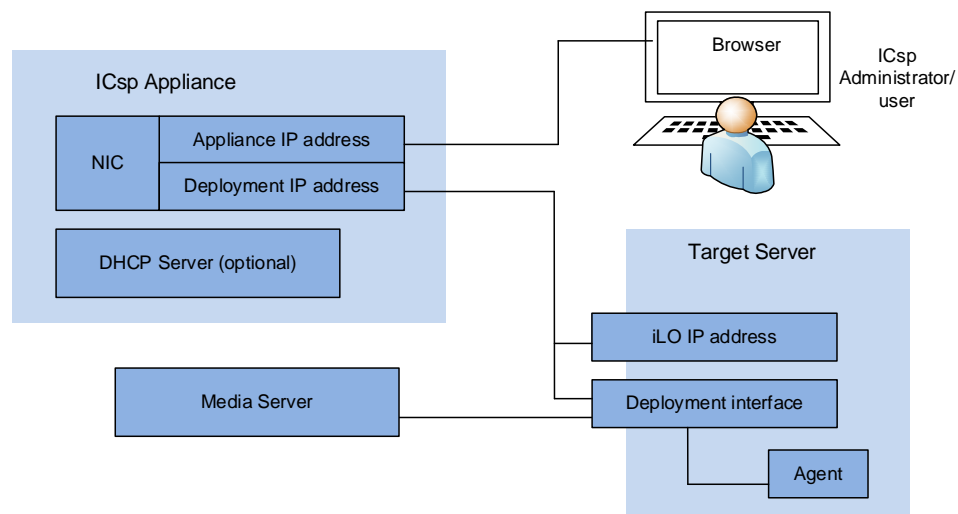 Browser
ICsp
Administrator/
user
ICsp Appliance
NIC
Appliance IP address
Deployment IP address
DHCP Server (optional)
Target Server
iLO IP address
Media Server
Deployment interface
Agent